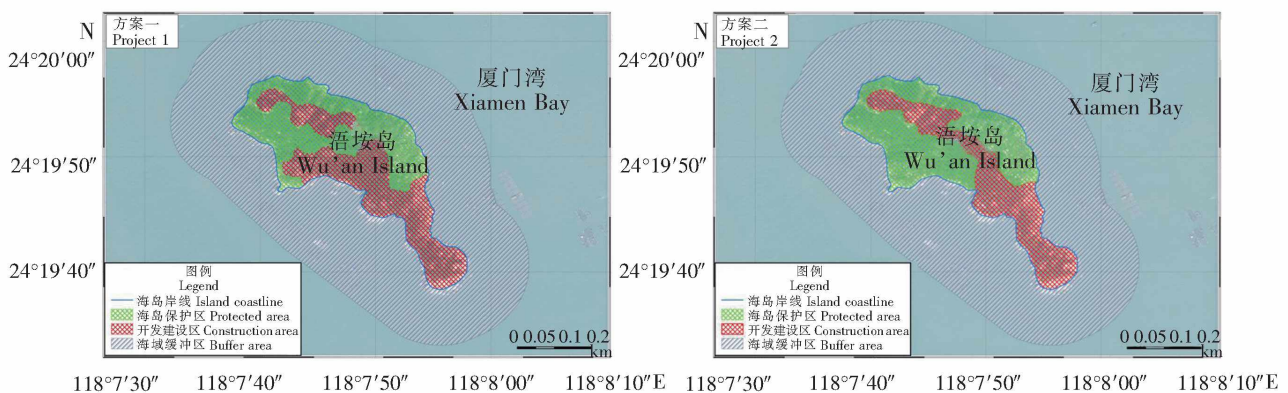 方案一
Project 1
N
24°20′00″
24°19′50″
24°19′40″
厦门湾
Xiamen Bay
浯垵岛
Wu’an Island
图例
Legend
海岛岸线 Island coastline
海岛保护区 Protected area
开发建设区 Construction area
海域缓冲区 Buffer area
0 0.05 0.1 0.2
km
118°7′30″ 118°7′40″ 118°7′50″ 118°8′00″ 118°8′10″E
方案二
Project 2
N
24°20′00″
24°19′50″
24°19′40″
厦门湾
Xiamen Bay
浯垵岛
Wu’an Island
图例
Legend
海岛岸线 Island coastline
海岛保护区 Protected area
开发建设区 Construction area
海域缓冲区 Buffer area
0 0.05 0.1 0.2
km
118°7′30″ 118°7′40″ 118°7′50″ 118°8′00″ 118°8′10″E